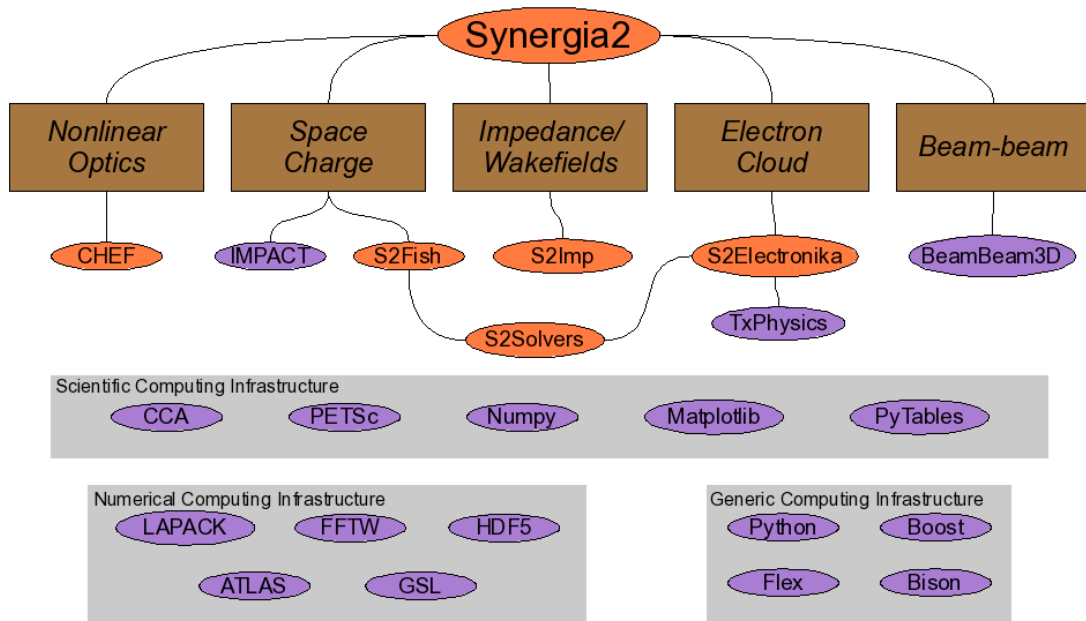 Synergia2
Nonlinear
Optics
Space
Charge
Impedance/
Wakefields
Electron
Cloud
Beam-beam
CHEF
IMPACT
S2Fish
S2Imp
S2Electronika
BeamBeam3D
S2Solvers
TxPhysics
Scientific Computing Infrastructure
CCA
PETSc
Numpy
Matplotlib
PyTables
Numerical Computing Infrastructure
LAPACK
FFTW
HDF5
ATLAS
GSL
Generic Computing Infrastructure
Python
Boost
Flex
Bison